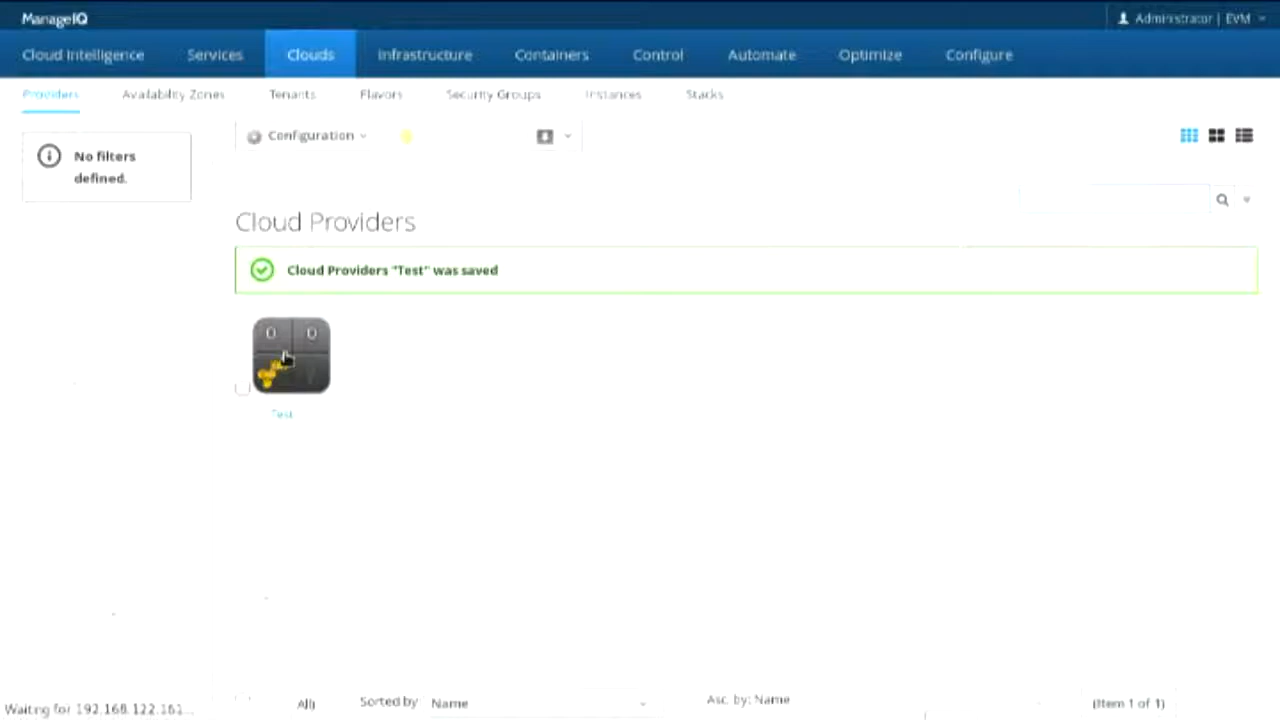 ManageIQ
Administrator | EVM
Cloud Intelligence Services Clouds Infrastructure Containers Control Automate Optimize Configure
Providers Availability Zones Tenants Flavors Security Groups Instances Stacks
Configuration
No filters
defined.
Cloud Providers
Cloud Providers "Test" was saved
0 0
Test
All) Sorted by Name Asc. by: Name (Item 1 of 1)
Waiting for 192.168.122.161...